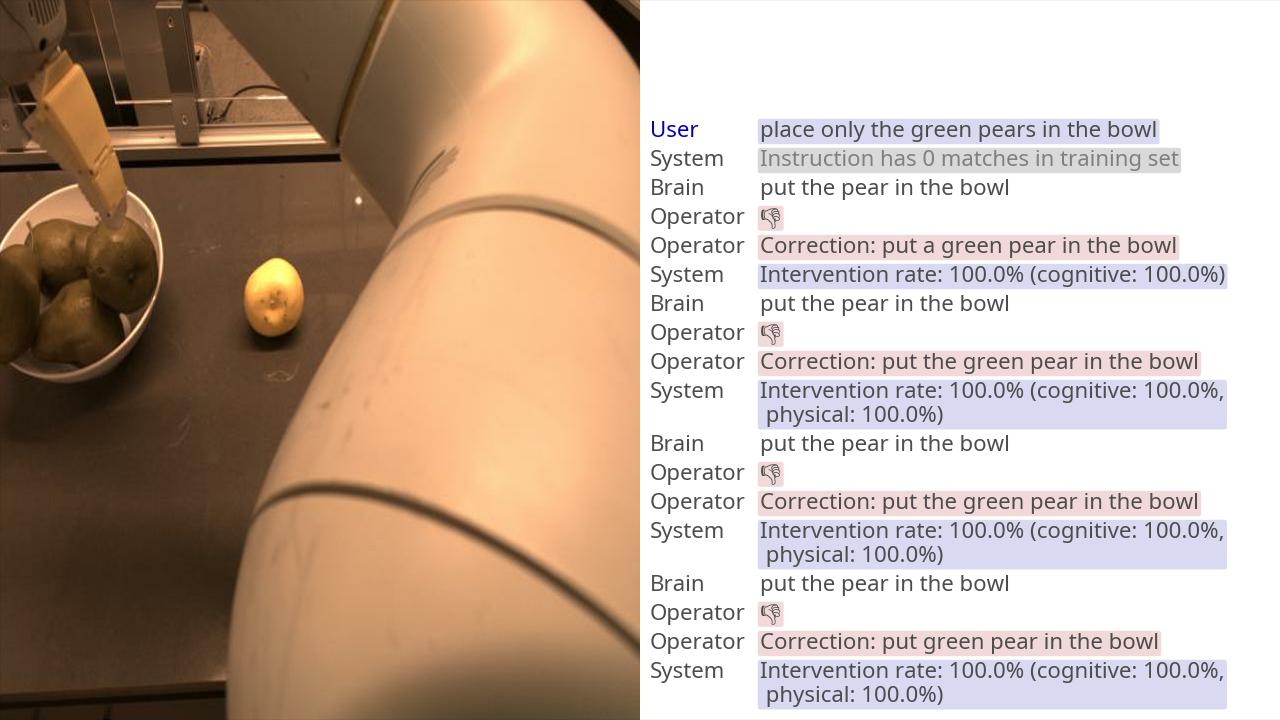 User place only the green pears in the bowl
System Instruction has 0 matches in training set
Brain put the pear in the bowl
Operator 👎
Operator Correction: put a green pear in the bowl
System Intervention rate: 100.0% (cognitive: 100.0%)
Brain put the pear in the bowl
Operator 👎
Operator Correction: put the green pear in the bowl
System Intervention rate: 100.0% (cognitive: 100.0%,
physical: 100.0%)
Brain put the pear in the bowl
Operator 👎
Operator Correction: put the green pear in the bowl
System Intervention rate: 100.0% (cognitive: 100.0%,
physical: 100.0%)
Brain put the pear in the bowl
Operator 👎
Operator Correction: put green pear in the bowl
System Intervention rate: 100.0% (cognitive: 100.0%,
physical: 100.0%)